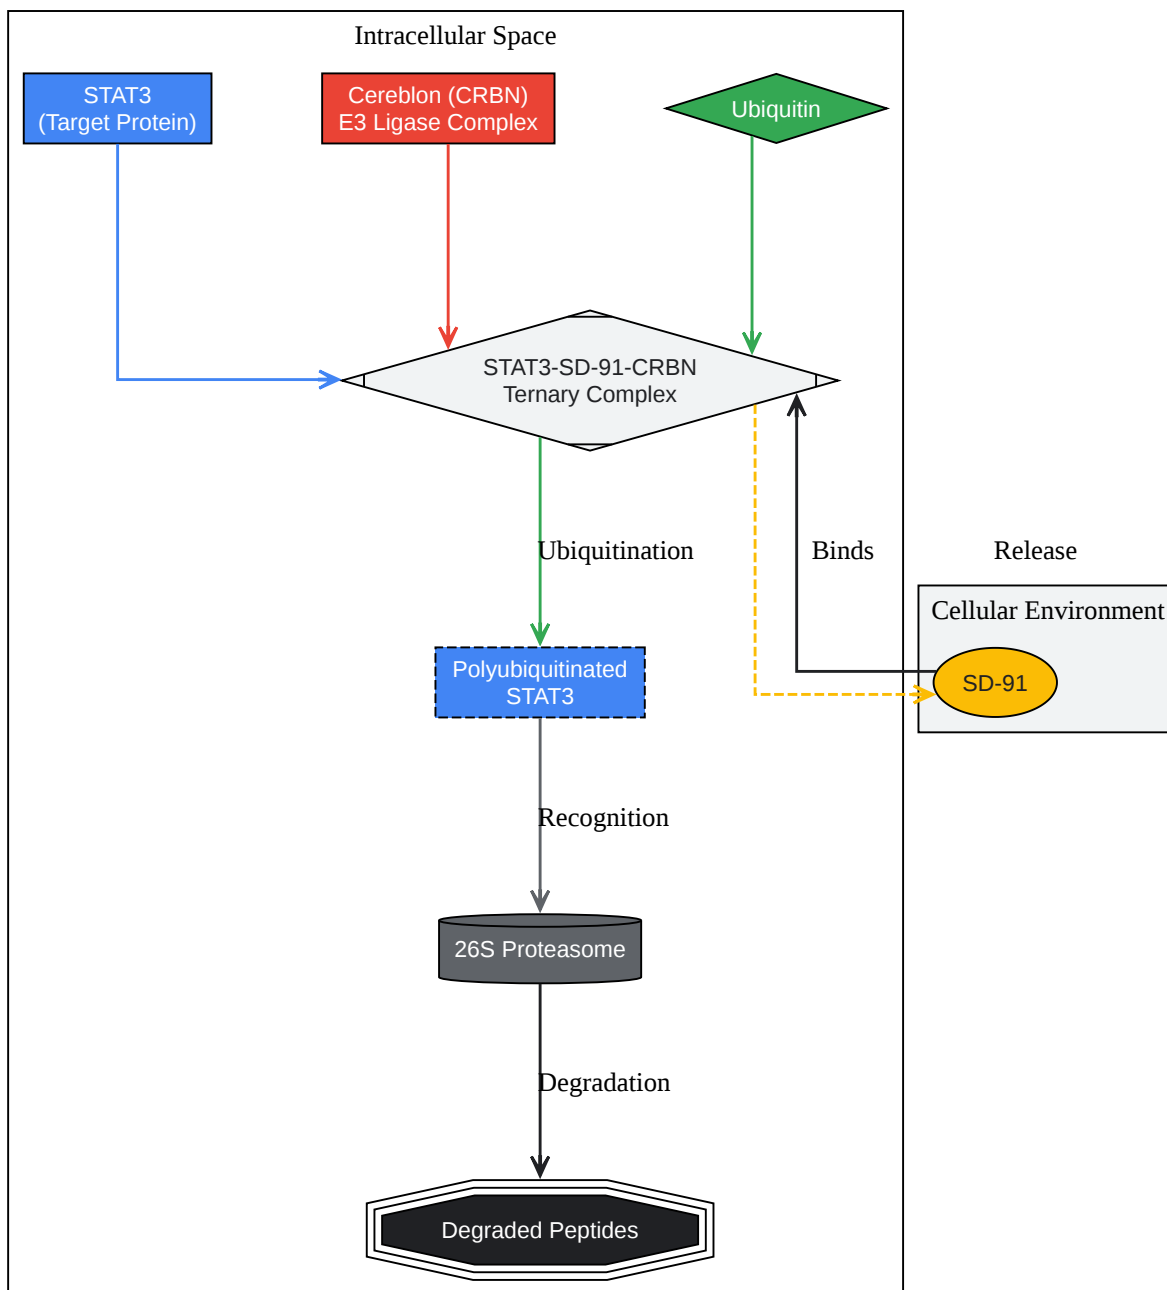 Intracellular Space
STAT3
(Target Protein)
Cereblon (CRBN)
E3 Ligase Complex
Ubiquitin
STAT3-SD-91-CRBN
Ternary Complex
Ubiquitination
Binds
Release
Cellular Environment
SD-91
Polyubiquitinated
STAT3
Recognition
26S Proteasome
Degradation
Degraded Peptides